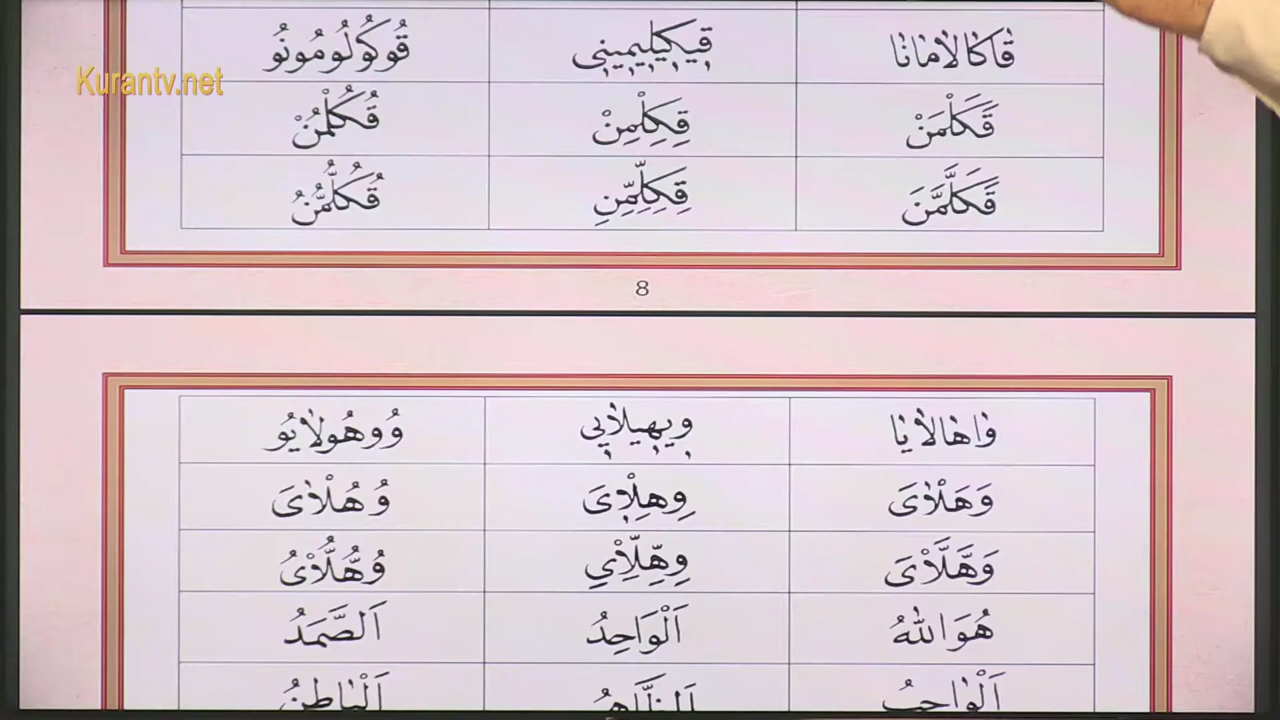 Kurantv.net
قٰاكٰالٰامٰانٰا قٖيكٖيلٖيمٖينٖي قُوكُولُومُونُو
قَكَلْمَنْ قِكِلْمِنْ قُكُلْمُنْ
قَكَلَّمَّنَ قِكِلِّمِّنِ قُكُلُّمُّنُ
8
وٰاهٰالٰايٰا وٖيهٖيلٰايٖي وُوهُولٰايُو
وَهَلْاٰىَ وِهِلْاٖىَ وُهُلْاٰىَ
وَهَّلَّاْىَ وِهِّلِّاْيِ وُهُّلُّاْىُ
هُوَ اللّٰهُ اَلْوَاحِدُ اَلصَّمَدُ